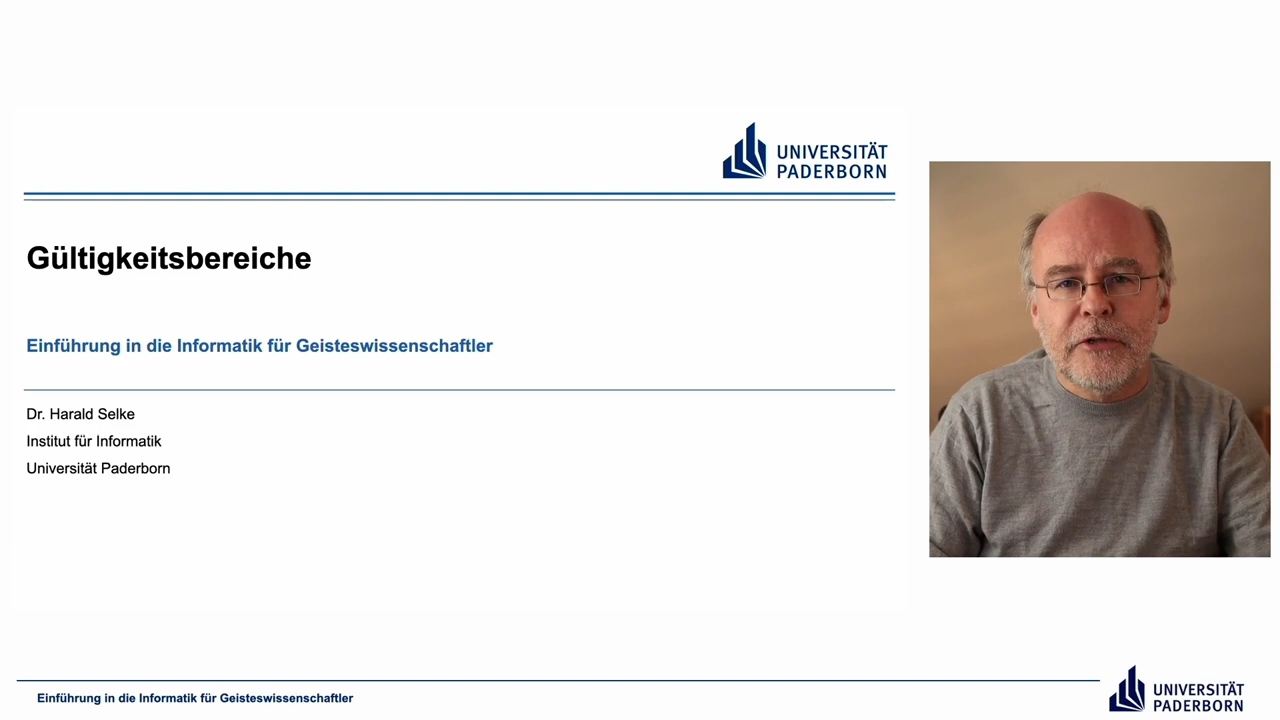 UNIVERSITÄT
PADERBORN
Gültigkeitsbereiche
Einführung in die Informatik für Geisteswissenschaftler
Dr. Harald Selke
Institut für Informatik
Universität Paderborn
Einführung in die Informatik für Geisteswissenschaftler
UNIVERSITÄT
PADERBORN